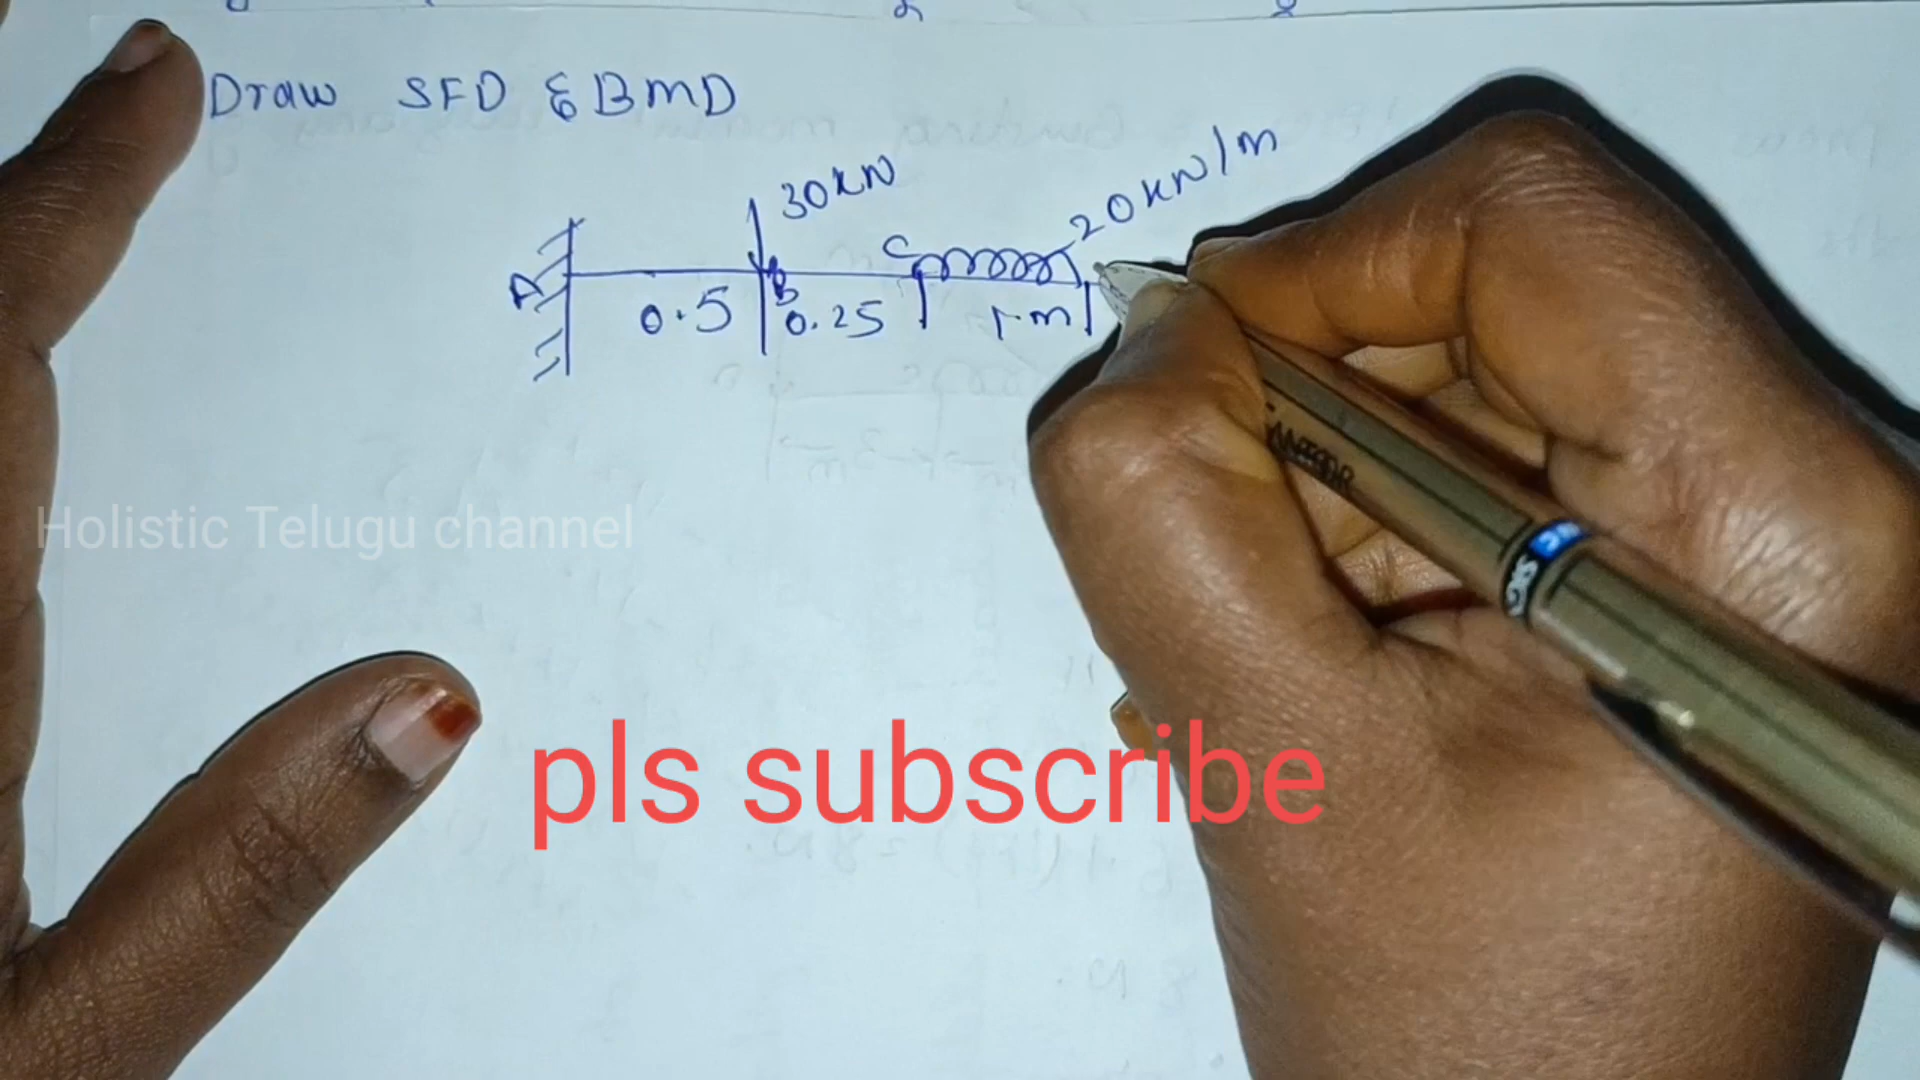 Draw SFD & BMD
30KN
20KN/m
A
B
C
0.5
0.25
1m
Holistic Telugu channel
pls subscribe